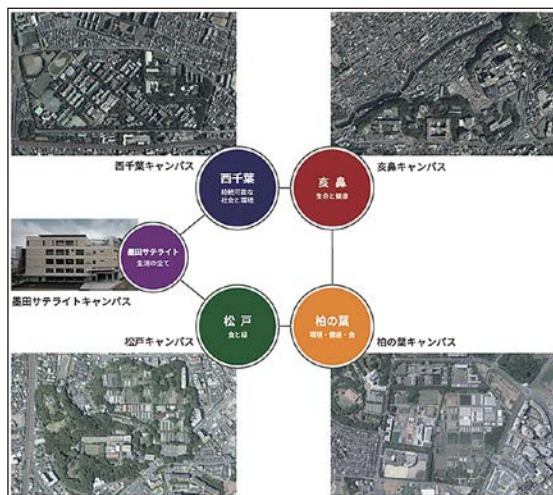 西千葉キャンパス
亥鼻キャンパス
西千葉
持続可能な
社会と環境
亥鼻
生命と健康
墨田サテライト
生活の全て
墨田サテライトキャンパス
松戸
食と緑
柏の葉
環境・健康・食
松戸キャンパス
柏の葉キャンパス